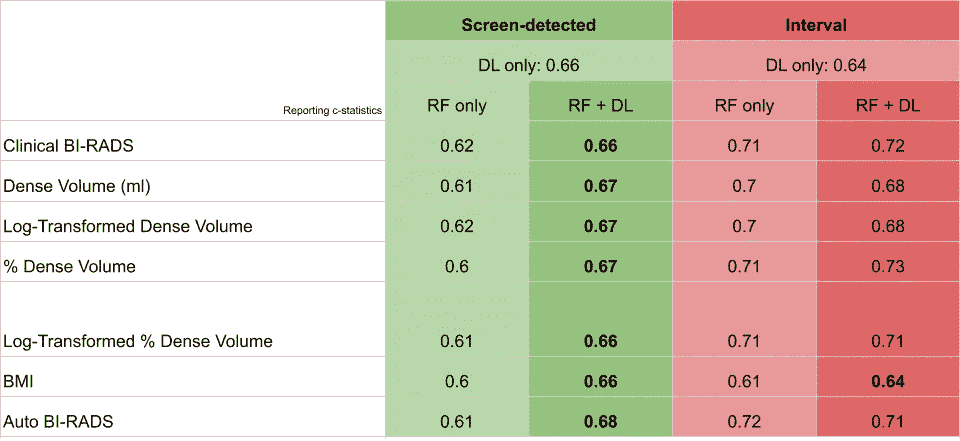 Screen-detected Interval
DL only: 0.66 DL only: 0.64
Reporting c-statistics RF only RF + DL RF only RF + DL
Clinical BI-RADS 0.62 0.66 0.71 0.72
Dense Volume (ml) 0.61 0.67 0.7 0.68
Log-Transformed Dense Volume 0.62 0.67 0.7 0.68
% Dense Volume 0.6 0.67 0.71 0.73
Log-Transformed % Dense Volume 0.61 0.66 0.71 0.71
BMI 0.6 0.66 0.61 0.64
Auto BI-RADS 0.61 0.68 0.72 0.71